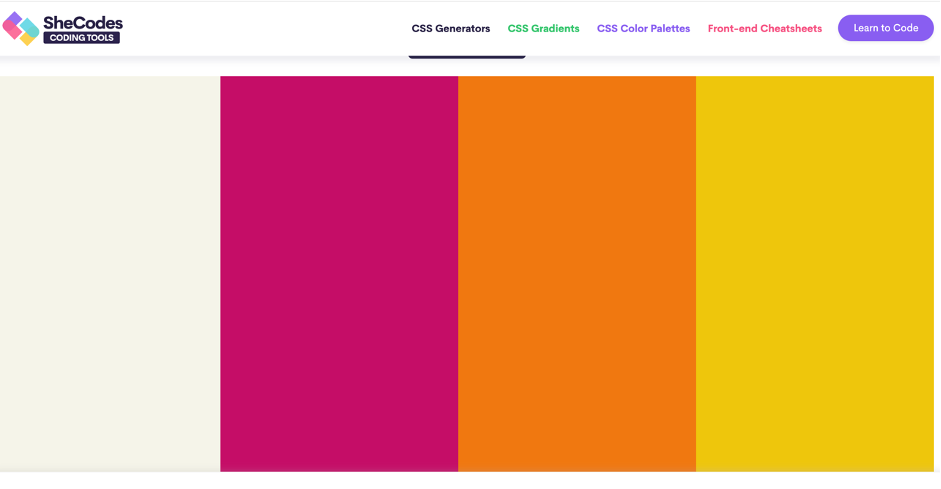 SheCodes
CODING TOOLS
CSS Generators
CSS Gradients
CSS Color Palettes
Front-end Cheatsheets
Learn to Code